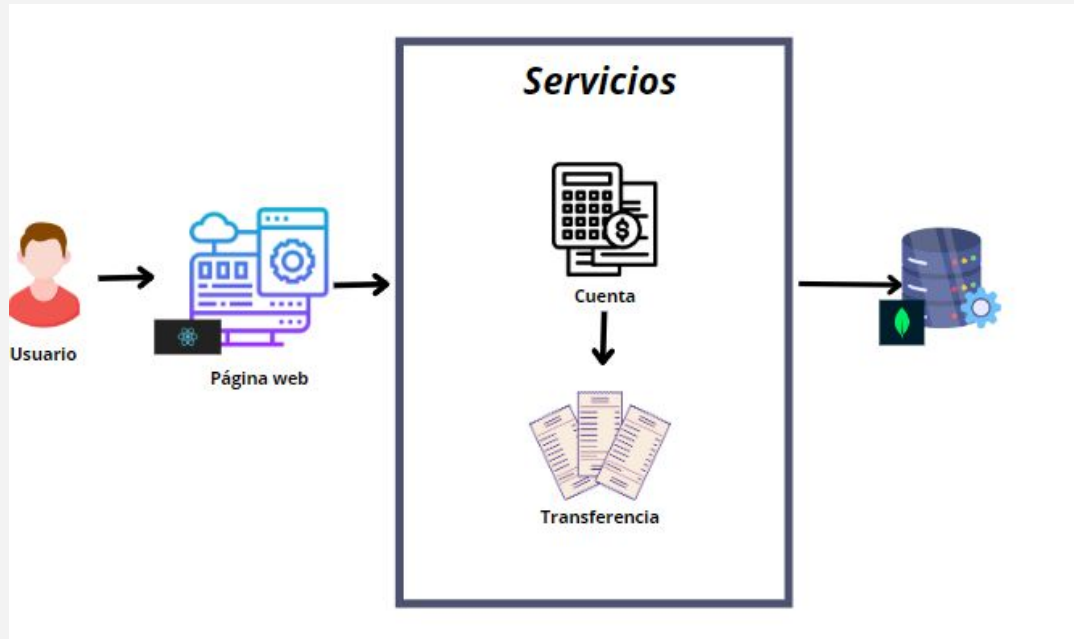 Servicios
Usuario
Página web
Cuenta
Transferencia